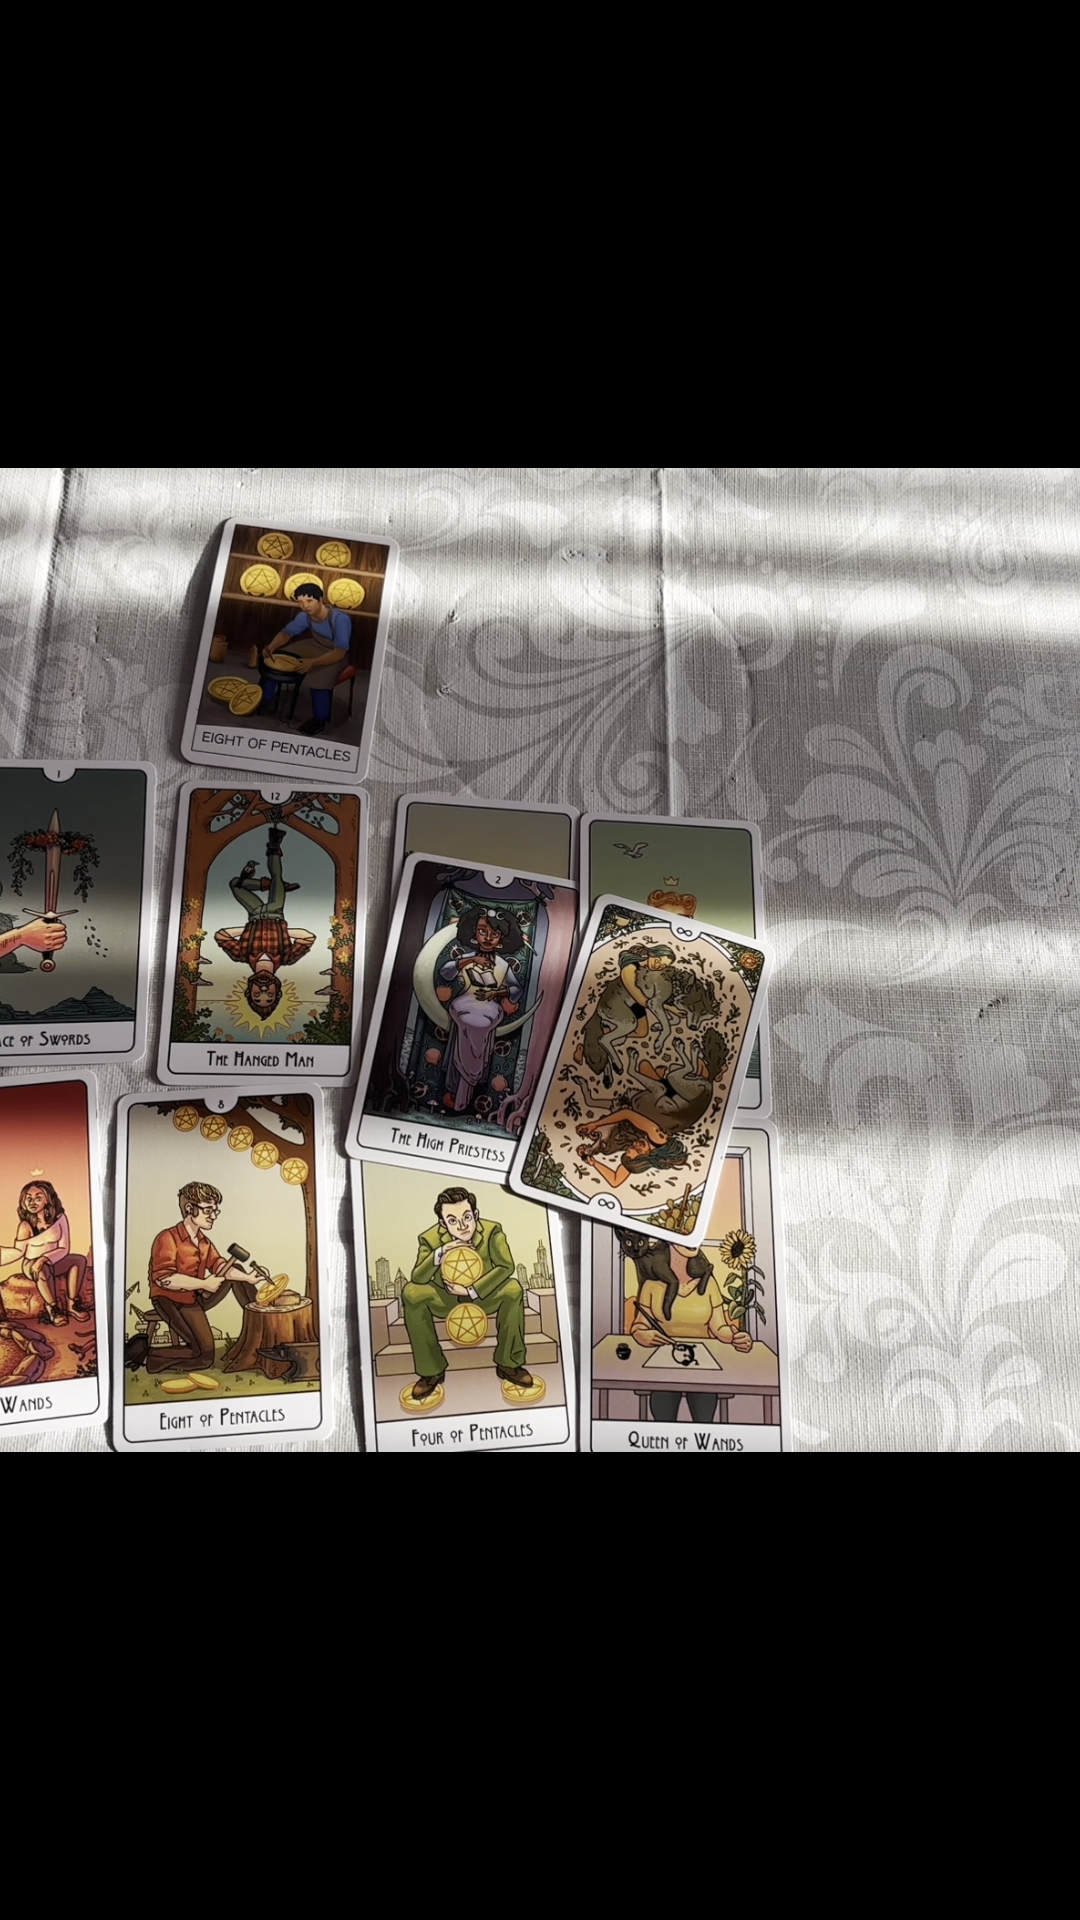 EIGHT OF PENTACLES
1
CE OF SWORDS
12
THE HANGED MAN
2
THE HIGH PRIESTESS
∞
∞
WANDS
8
EIGHT OF PENTACLES
FOUR OF PENTACLES
QUEEN OF WANDS